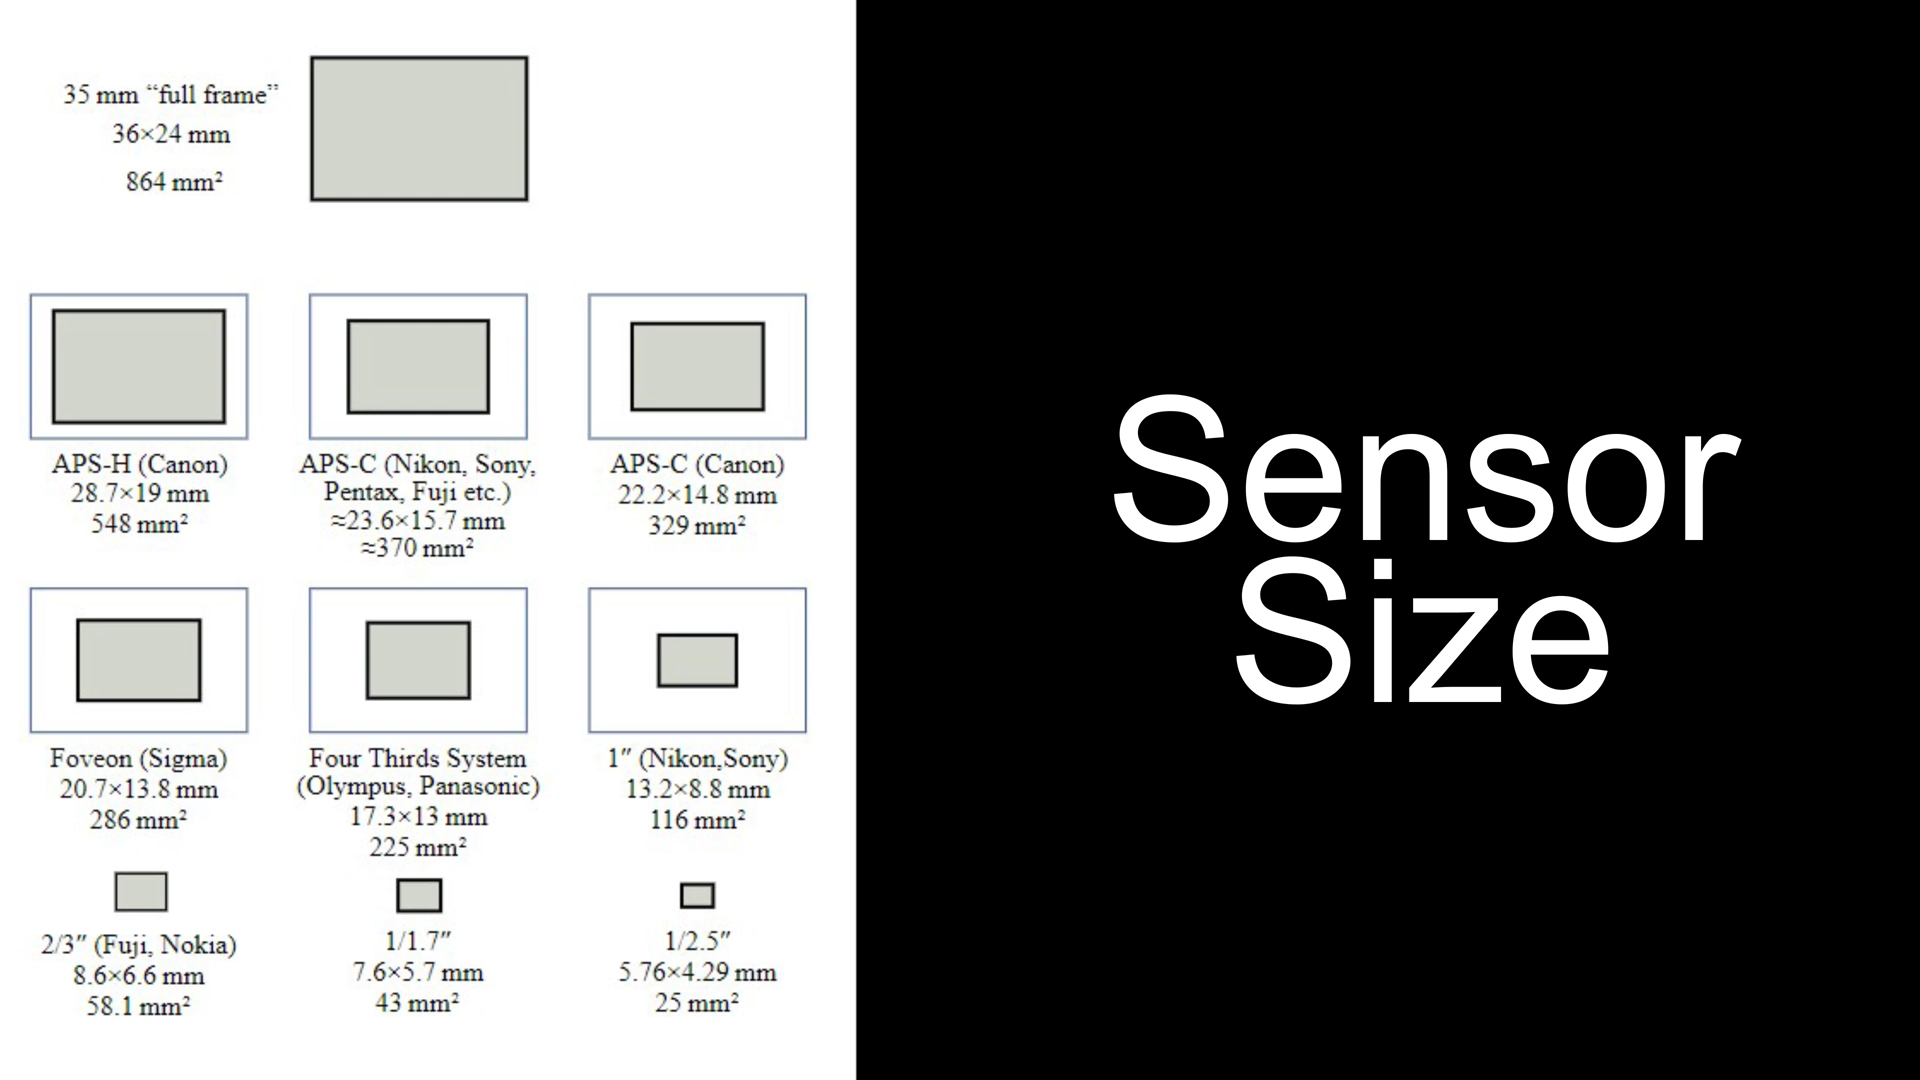 35 mm “full frame”
36×24 mm
864 mm²
APS-H (Canon)
28.7×19 mm
548 mm²
APS-C (Nikon, Sony,
Pentax, Fuji etc.)
≈23.6×15.7 mm
≈370 mm²
APS-C (Canon)
22.2×14.8 mm
329 mm²
Foveon (Sigma)
20.7×13.8 mm
286 mm²
Four Thirds System
(Olympus, Panasonic)
17.3×13 mm
225 mm²
1″ (Nikon,Sony)
13.2×8.8 mm
116 mm²
2/3″ (Fuji, Nokia)
8.6×6.6 mm
58.1 mm²
1/1.7″
7.6×5.7 mm
43 mm²
1/2.5″
5.76×4.29 mm
25 mm²
Sensor
Size